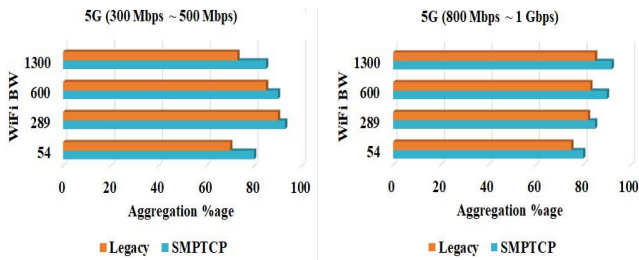 5G (300 Mbps ~ 500 Mbps)
WiFi BW
1300
600
289
54
0 20 40 60 80 100
Aggregation %age
Legacy SMPTCP
5G (800 Mbps ~ 1 Gbps)
WiFi BW
1300
600
289
54
0 20 40 60 80 100
Aggregation %age
Legacy SMPTCP